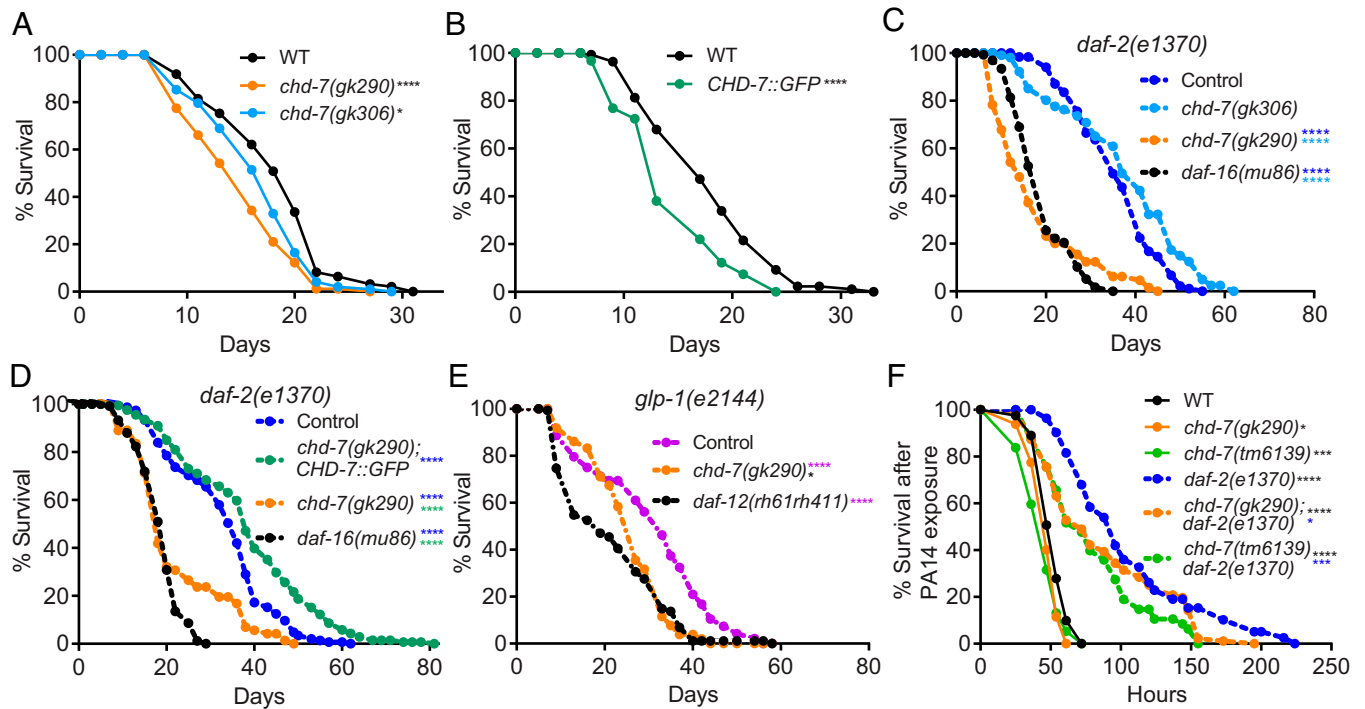 A
% Survival
100
80
60
40
20
0
0 10 20 30
Days
WT
chd-7(gk290)****
chd-7(gk306)*
B
% Survival
100
80
60
40
20
0
0 10 20 30
Days
WT
CHD-7::GFP****
C
daf-2(e1370)
% Survival
100
80
60
40
20
0
0 20 40 60 80
Days
Control
chd-7(gk306)
chd-7(gk290)****
****
daf-16(mu86)****
****
D
daf-2(e1370)
% Survival
100
80
60
40
20
0
0 20 40 60 80
Days
Control
chd-7(gk290);
CHD-7::GFP ****
chd-7(gk290) ****
****
daf-16(mu86) ****
****
E
glp-1(e2144)
% Survival
100
80
60
40
20
0
0 20 40 60 80
Days
Control
chd-7(gk290)****
*
daf-12(rh61rh411)****
F
% Survival after
PA14 exposure
100
80
60
40
20
0
0 50 100 150 200 250
Hours
WT
chd-7(gk290)*
chd-7(tm6139)***
daf-2(e1370)****
chd-7(gk290);****
daf-2(e1370) *
chd-7(tm6139)****
daf-2(e1370) ***